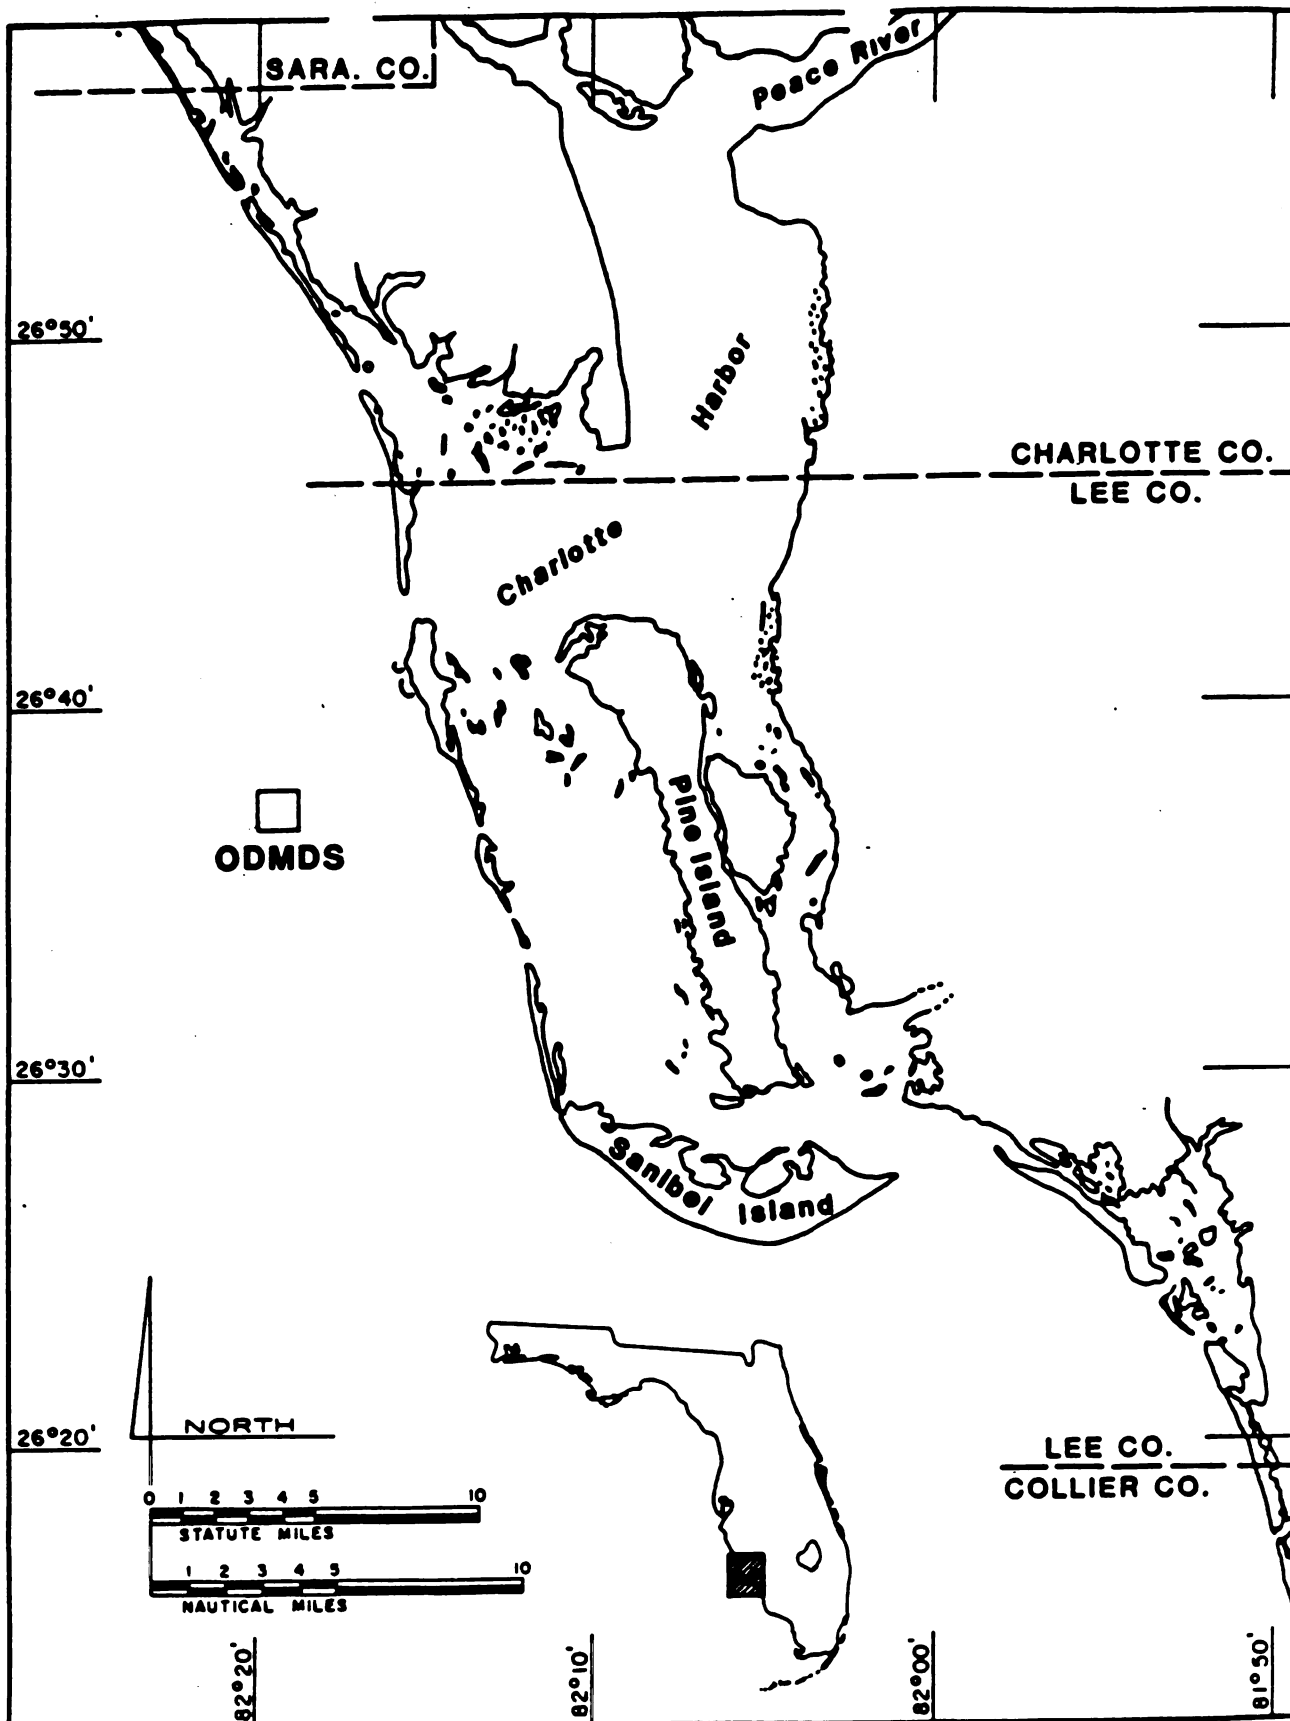 Peace River
SARA. CO.
26°50'
Harbor
CHARLOTTE CO.
LEE CO.
Charlotte
26°40'
Pine Island
ODMDS
26°30'
Sanibel Island
NORTH
26°20'
LEE CO.
COLLIER CO.
0 1 2 3 4 5 10
STATUTE MILES
1 2 3 4 5 10
NAUTICAL MILES
82°20'
82°10'
82°00'
81°50'